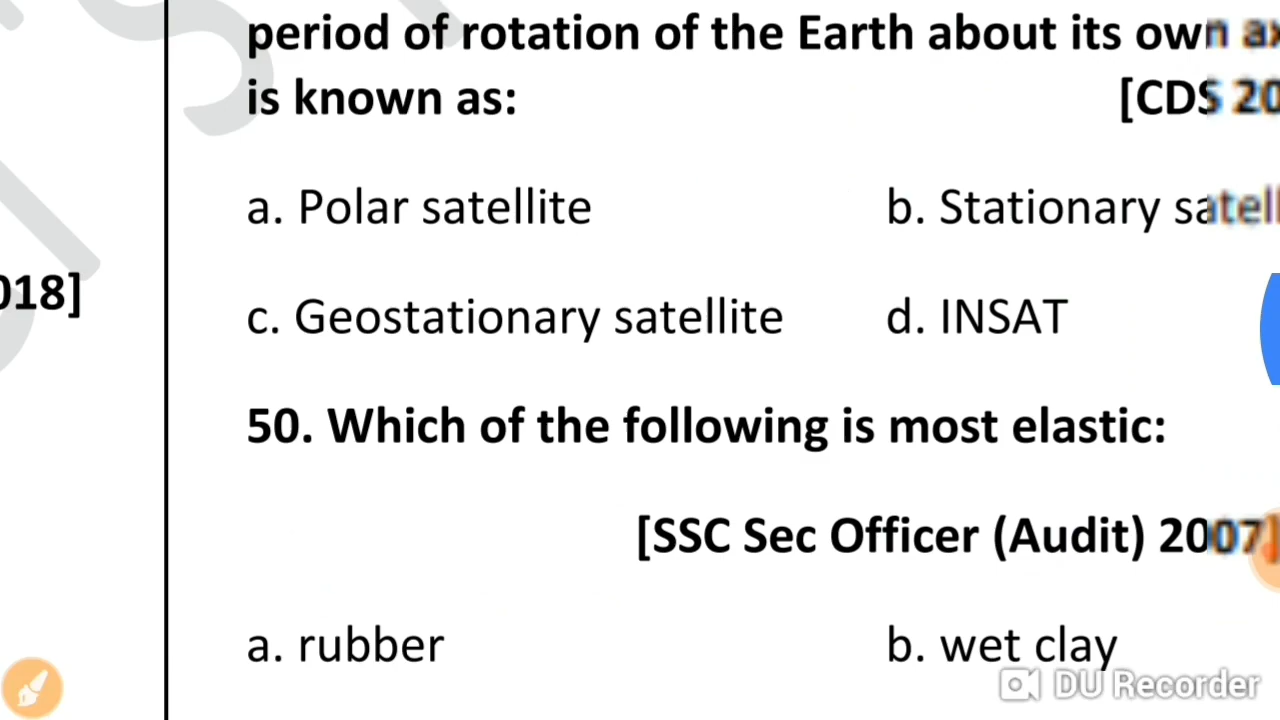 period of rotation of the Earth about its own
is known as: [CDS
a. Polar satellite b. Stationary
018]
c. Geostationary satellite d. INSAT
50. Which of the following is most elastic:
[SSC Sec Officer (Audit) 2007]
a. rubber b. wet clay
DU Recorder